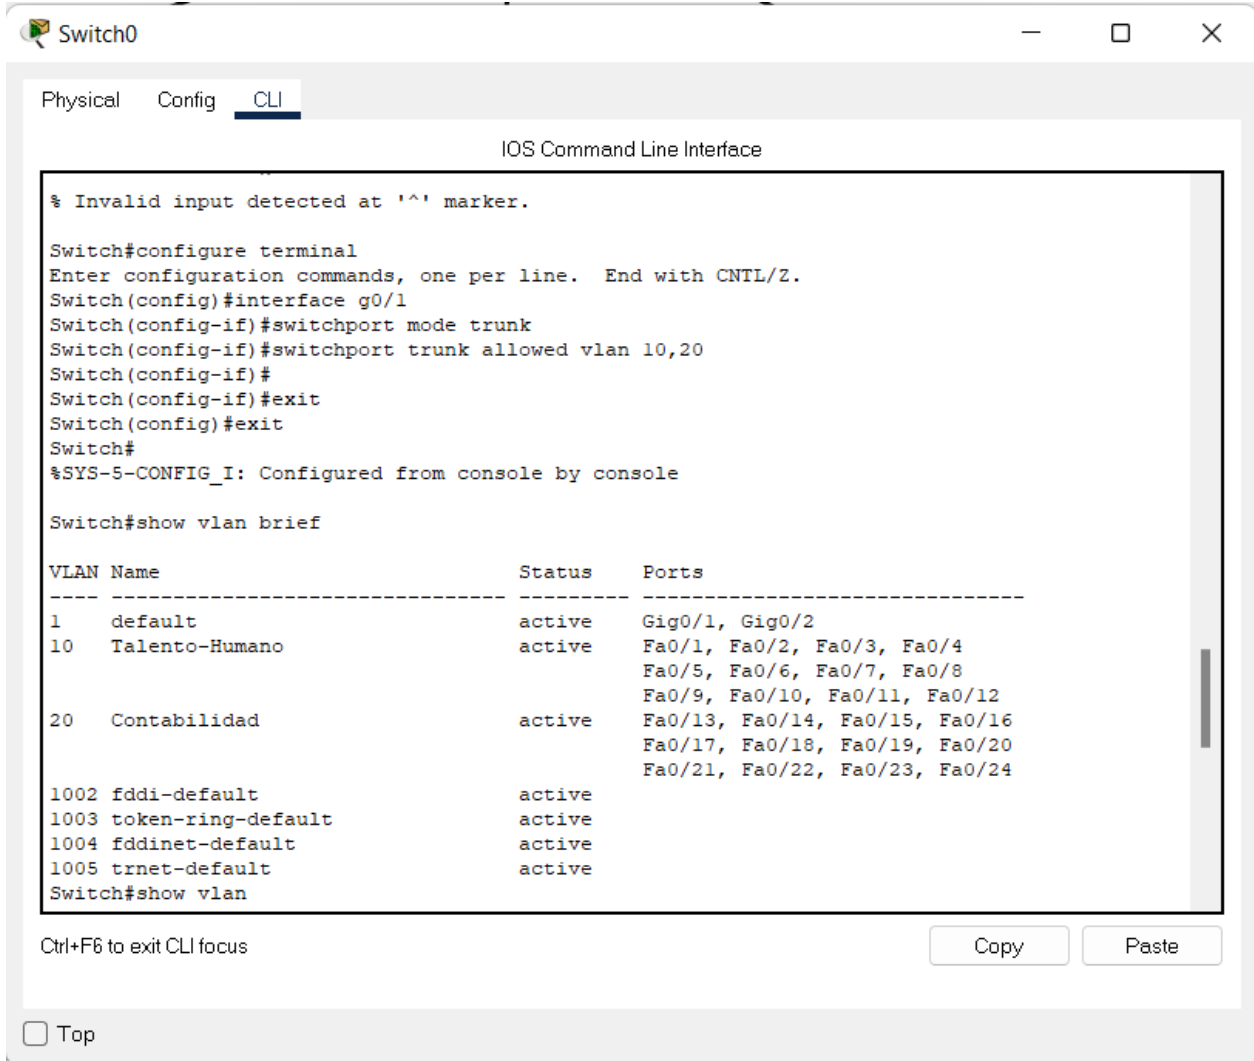 Switch0
Physical Config CLI
IOS Command Line Interface
% Invalid input detected at '^' marker.
Switch#configure terminal
Enter configuration commands, one per line.  End with CNTL/Z.
Switch(config)#interface g0/1
Switch(config-if)#switchport mode trunk
Switch(config-if)#switchport trunk allowed vlan 10,20
Switch(config-if)#
Switch(config-if)#exit
Switch(config)#exit
Switch#
%SYS-5-CONFIG_I: Configured from console by console
Switch#show vlan brief
VLAN Name                             Status    Ports
---- -------------------------------- --------- -------------------------------
1    default                          active    Gig0/1, Gig0/2
10   Talento-Humano                   active    Fa0/1, Fa0/2, Fa0/3, Fa0/4
                                                Fa0/5, Fa0/6, Fa0/7, Fa0/8
                                                Fa0/9, Fa0/10, Fa0/11, Fa0/12
20   Contabilidad                     active    Fa0/13, Fa0/14, Fa0/15, Fa0/16
                                                Fa0/17, Fa0/18, Fa0/19, Fa0/20
                                                Fa0/21, Fa0/22, Fa0/23, Fa0/24
1002 fddi-default                     active
1003 token-ring-default               active
1004 fddinet-default                  active
1005 trnet-default                    active
Switch#show vlan
Ctrl+F6 to exit CLI focus
Copy Paste
Top